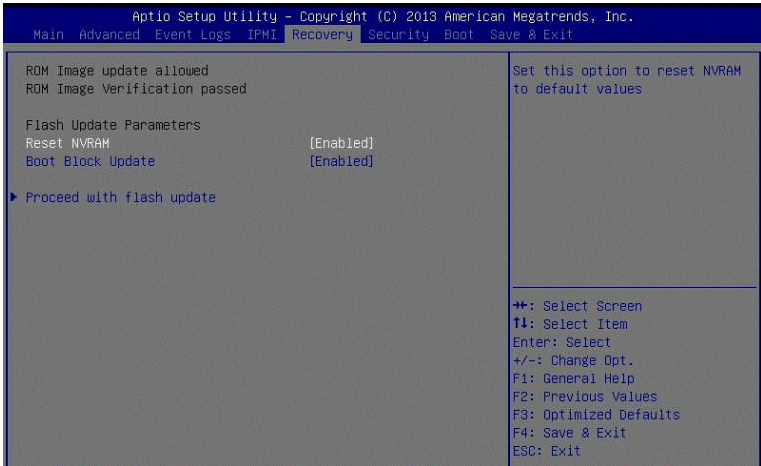 Aptio Setup Utility – Copyright (C) 2013 American Megatrends, Inc.
Main Advanced Event Logs IPMI Recovery Security Boot Save & Exit
ROM Image update allowed
ROM Image Verification passed
Flash Update Parameters
Reset NVRAM [Enabled]
Boot Block Update [Enabled]
Proceed with flash update
Set this option to reset NVRAM
to default values
→←: Select Screen
↑↓: Select Item
Enter: Select
+/-: Change Opt.
F1: General Help
F2: Previous Values
F3: Optimized Defaults
F4: Save & Exit
ESC: Exit